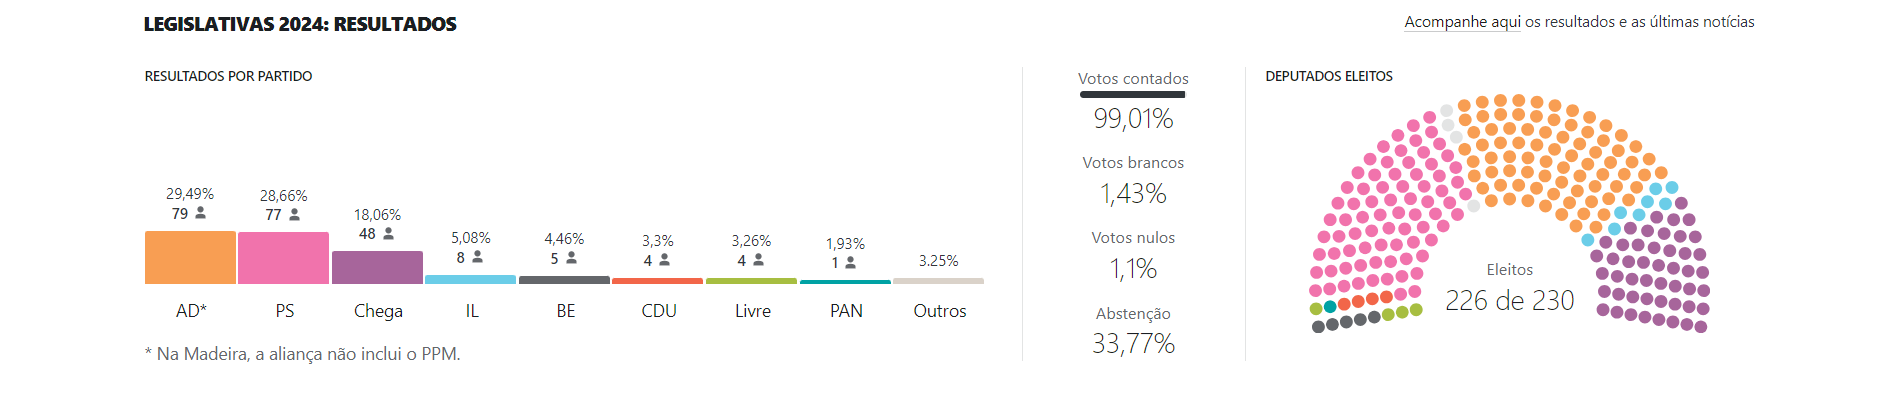 LEGISLATIVAS 2024: RESULTADOS
Acompanhe aqui os resultados e as últimas notícias
RESULTADOS POR PARTIDO
29,49%
79
AD*
28,66%
77
PS
18,06%
48
Chega
5,08%
8
IL
4,46%
5
BE
3,3%
4
CDU
3,26%
4
Livre
1,93%
1
PAN
3.25%
Outros
* Na Madeira, a aliança não inclui o PPM.
Votos contados
99,01%
Votos brancos
1,43%
Votos nulos
1,1%
Abstenção
33,77%
DEPUTADOS ELEITOS
Eleitos
226 de 230